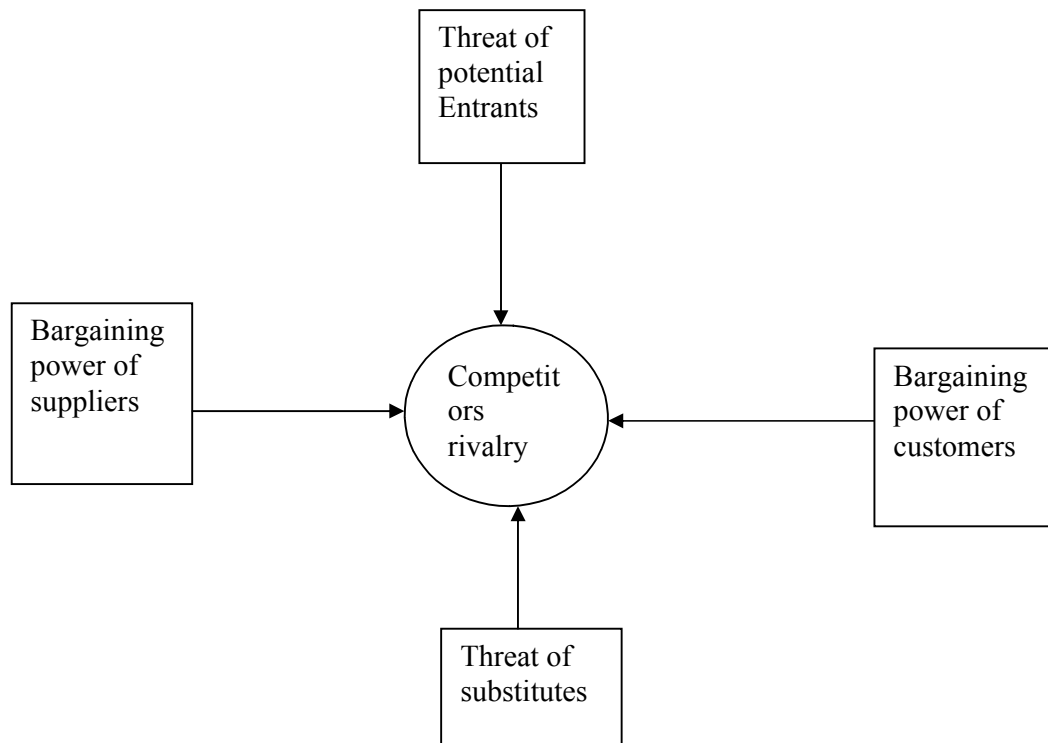 Threat of
potential
Entrants
Bargaining
power of
suppliers
Competit
ors
rivalry
Bargaining
power of
customers
Threat of
substitutes